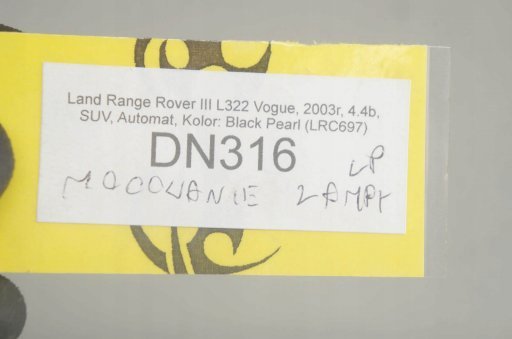 Land Range Rover III L322 Vogue, 2003r, 4.4b,
SUV, Automat, Kolor: Black Pearl (LRC697)
DN316
LP
MOCOWANIE LAMPY